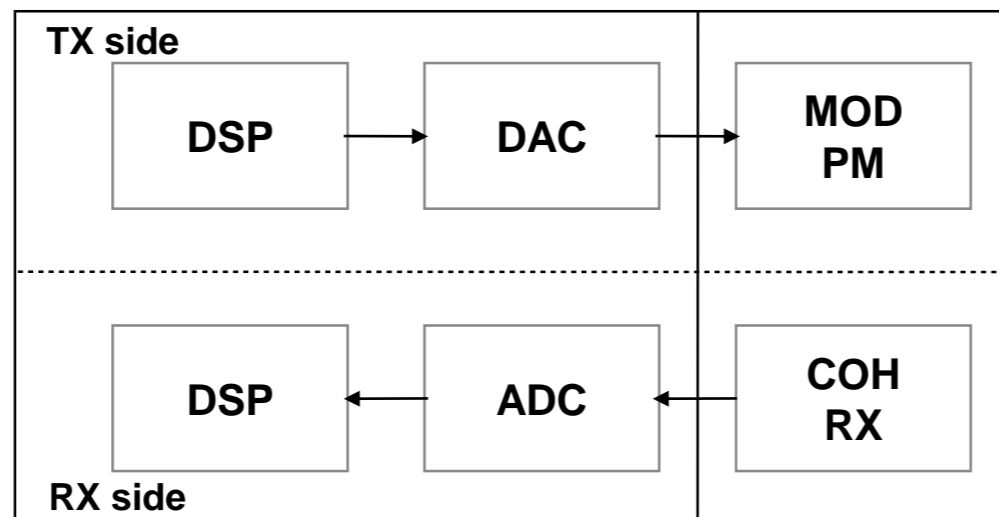 TX side
DSP
DAC
MOD
PM
DSP
ADC
COH
RX
RX side